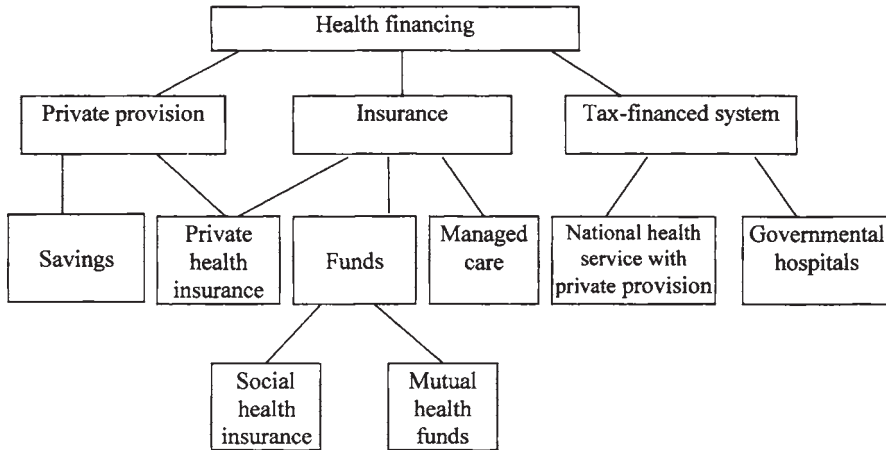 Health financing
Private provision
Insurance
Tax-financed system
Savings
Private
health
insurance
Funds
Managed
care
National health
service with
private provision
Governmental
hospitals
Social
health
insurance
Mutual
health
funds